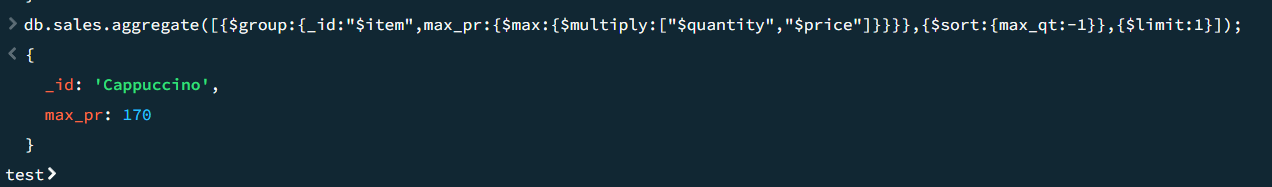 > db.sales.aggregate([{$group:{_id:"$item",max_pr:{$max:{$multiply:["$quantity","$price"]}}}},{$sort:{max_qt:-1}},{$limit:1}]);
< {
_id: 'Cappuccino',
max_pr: 170
}
test>